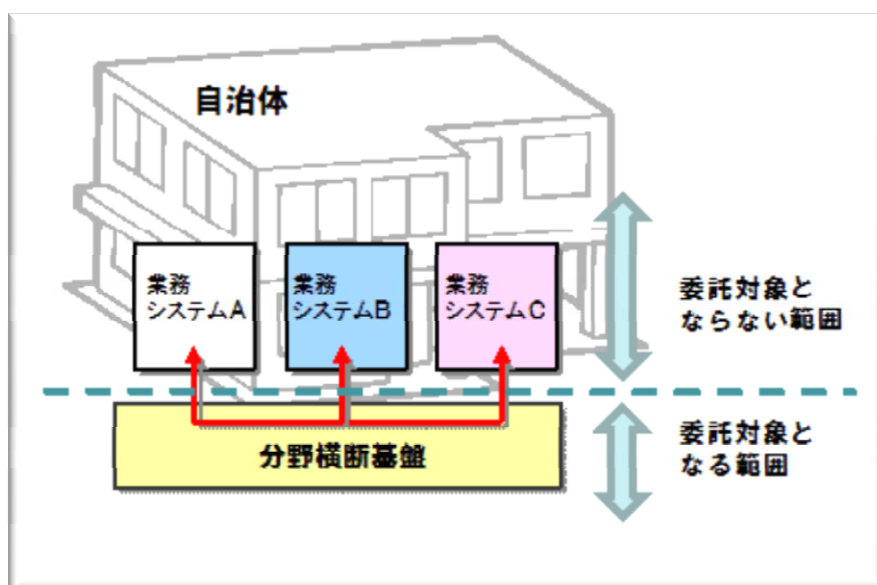 自治体
業務
システムA
業務
システムB
業務
システムC
委託対象と
ならない範囲
分野横断基盤
委託対象と
なる範囲